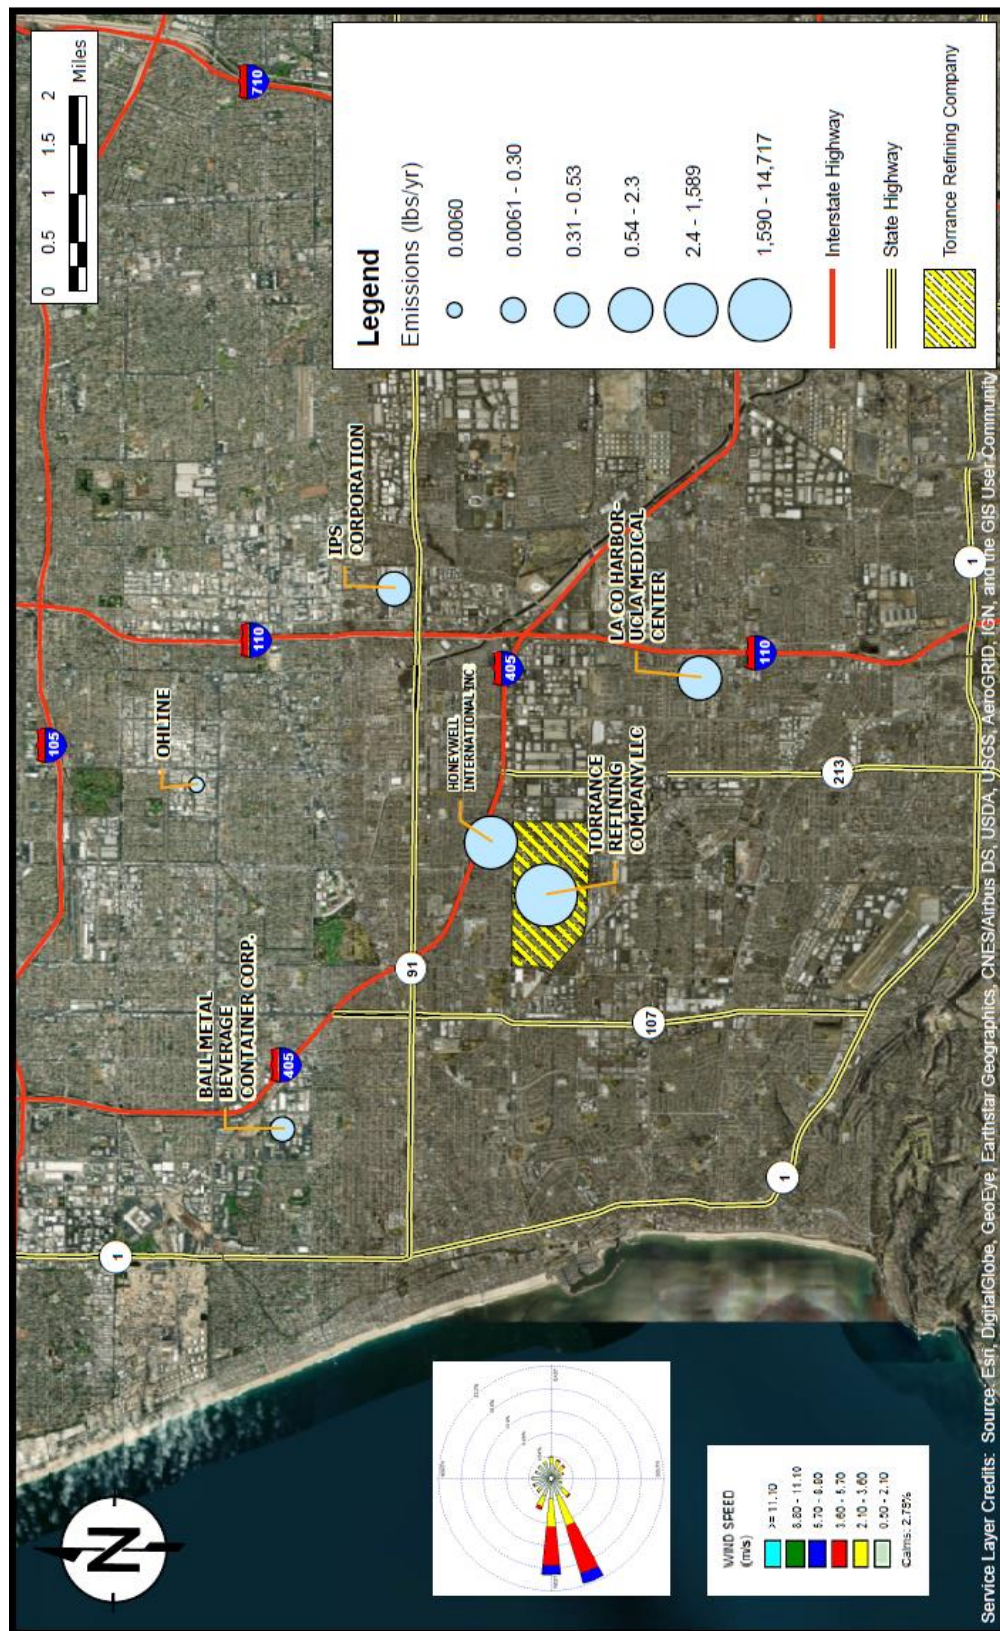 0 0.5 1 1.5 2
Miles
710
105
OHLINE
110
IPS
CORPORATION
BALL METAL
BEVERAGE
CONTAINER CORP.
405
1
91
HONEYWELL
INTERNATIONAL INC
405
TORRANCE
REFINING
COMPANY LLC
LA CO HARBOR-
UCLA MEDICAL
CENTER
107
213
110
1
1
N
Legend
Emissions (lbs/yr)
0.0060
0.0061 - 0.30
0.31 - 0.53
0.54 - 2.3
2.4 - 1,589
1,590 - 14,717
Interstate Highway
State Highway
Torrance Refining Company
WIND SPEED
(m/s)
>= 11.10
8.80 - 11.10
5.70 - 8.80
3.60 - 5.70
2.10 - 3.60
0.50 - 2.10
Calms: 2.75%
Service Layer Credits: Source: Esri, DigitalGlobe, GeoEye, Earthstar Geographics, CNES/Airbus DS, USDA, USGS, AeroGRID, IGN, and the GIS User Community